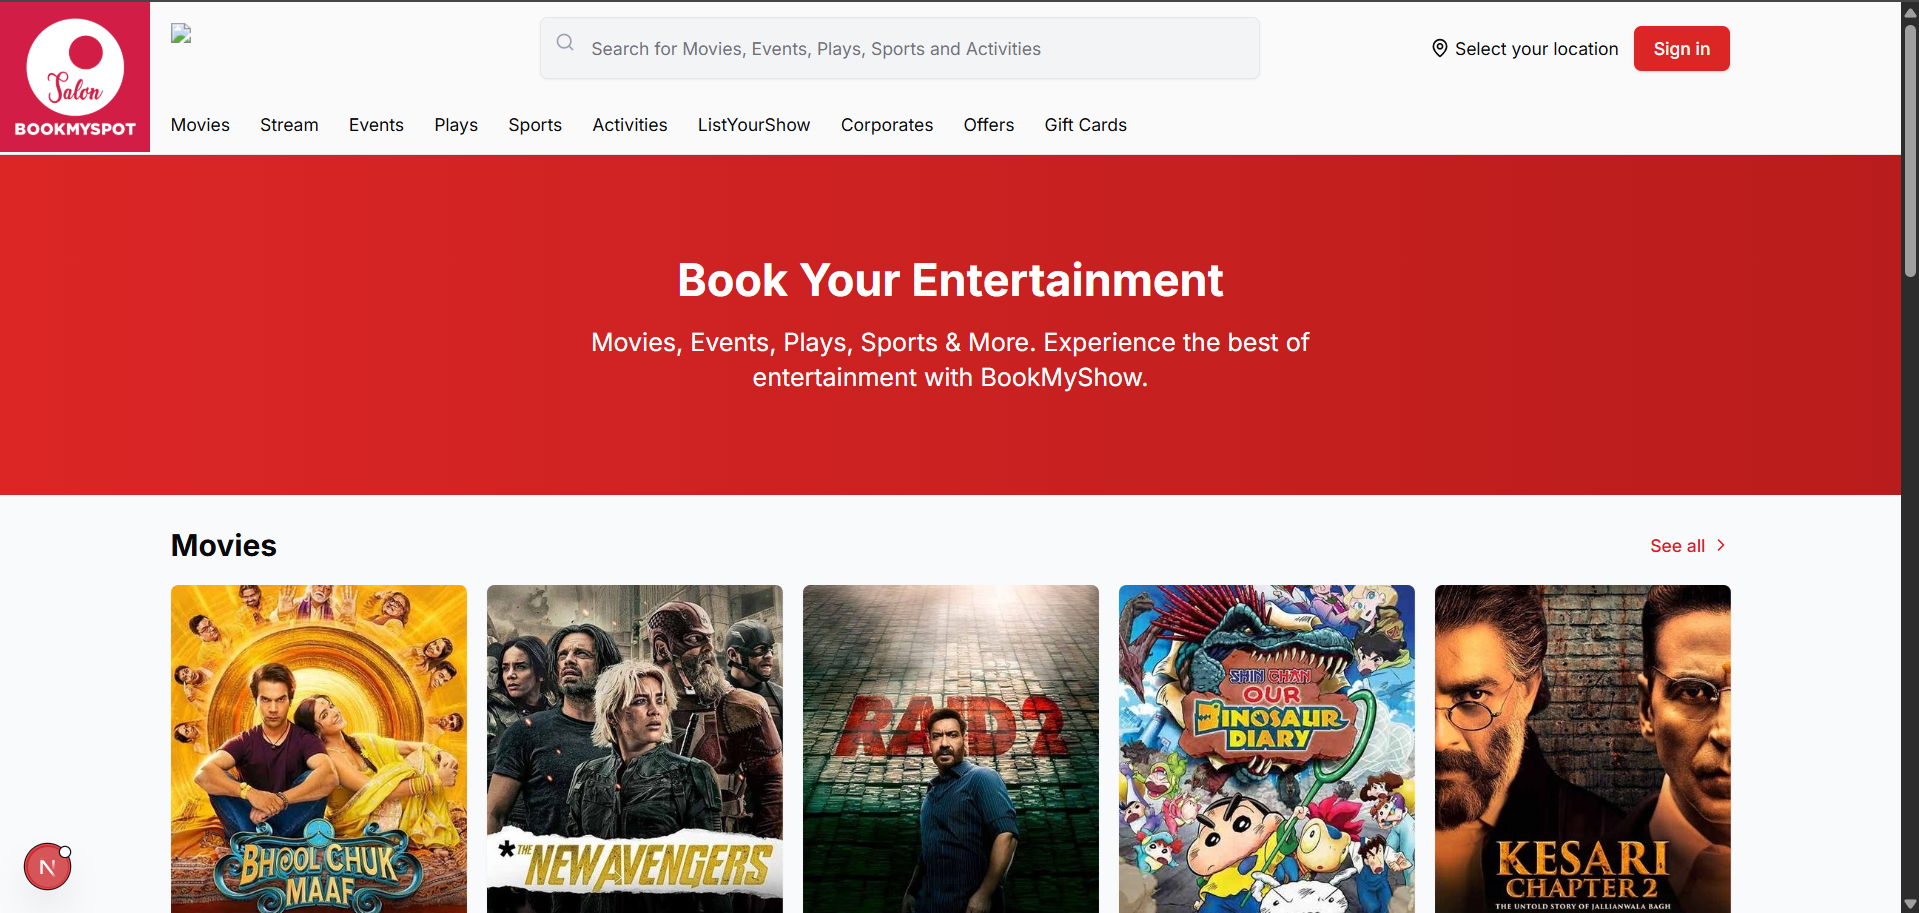 Salon
BOOKMYSPOT
Search for Movies, Events, Plays, Sports and Activities
Select your location
Sign in
Movies Stream Events Plays Sports Activities ListYourShow Corporates Offers Gift Cards
Book Your Entertainment
Movies, Events, Plays, Sports & More. Experience the best of
entertainment with BookMyShow.
Movies
See all
BHOOL CHUK
MAAF
*THE NEW AVENGERS
RAID 2
SHIN CHAN
OUR
DINOSAUR
DIARY
KESARI
CHAPTER 2
THE UNTOLD STORY OF JALLIANWALA BAGH
N